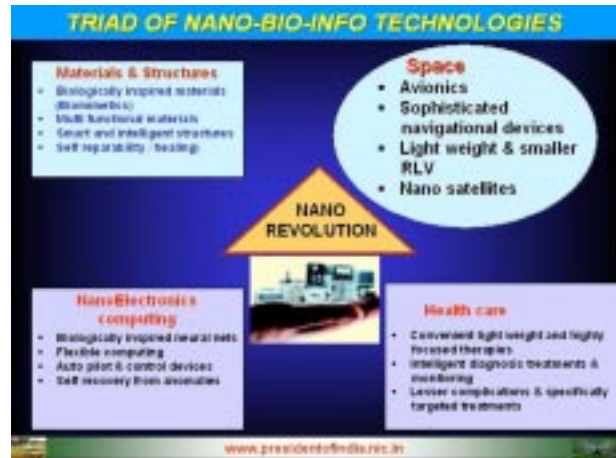 TRIAD OF NANO-BIO-INFO TECHNOLOGIES
Materials & Structures
• Biologically inspired materials
(Biomimetics)
• Multi functional materials
• Smart and intelligent structures
• Self reparability / healing
Space
• Avionics
• Sophisticated
navigational devices
• Light weight & smaller
RLV
• Nano satellites
NANO
REVOLUTION
NanoElectronics
computing
• Biologically inspired neural nets
• Flexible computing
• Auto pilot & control devices
• Self recovery from anomalies
Health care
• Convenient light weight and highly
focused therapies
• Intelligent diagnosis treatments &
monitoring
• Lesser complications & specifically
targeted treatments
www.presidentofindia.nic.in